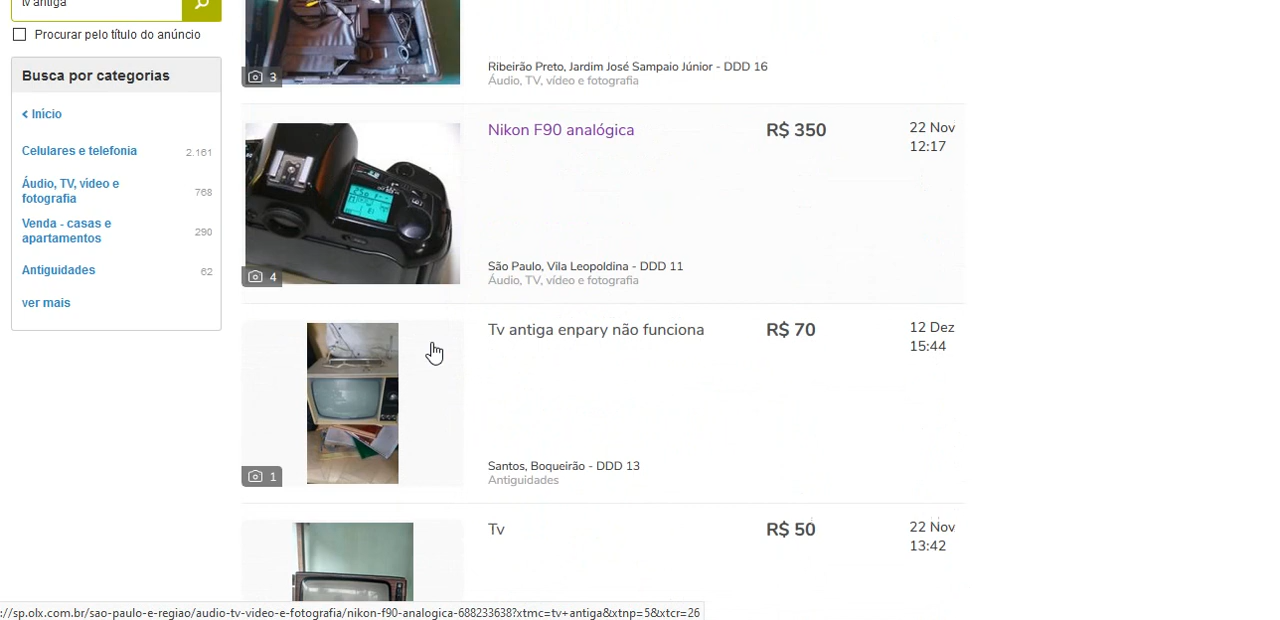 tv antiga
Procurar pelo título do anúncio
Busca por categorias
Início
Celulares e telefonia 2.161
Áudio, TV, vídeo e
fotografia 768
Venda - casas e
apartamentos 290
Antiguidades 62
ver mais
3
Ribeirão Preto, Jardim José Sampaio Júnior - DDD 16
Áudio, TV, vídeo e fotografia
Nikon F90 analógica R$ 350 22 Nov
12:17
4
São Paulo, Vila Leopoldina - DDD 11
Áudio, TV, vídeo e fotografia
Tv antiga enpary não funciona R$ 70 12 Dez
15:44
1
Santos, Boqueirão - DDD 13
Antiguidades
Tv R$ 50 22 Nov
13:42
://sp.olx.com.br/sao-paulo-e-regiao/audio-tv-video-e-fotografia/nikon-f90-analogica-688233638?xtmc=tv+antiga&xtnp=5&xtcr=26